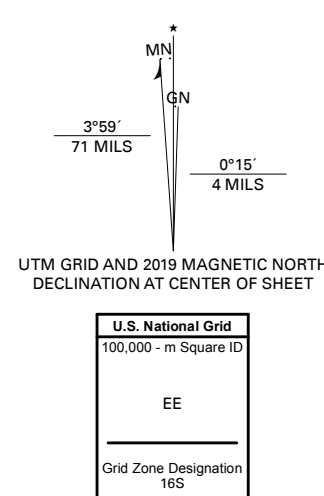 ★
MN
GN
3°59´
71 MILS
0°15´
4 MILS
UTM GRID AND 2019 MAGNETIC NORTH
DECLINATION AT CENTER OF SHEET
U.S. National Grid
100,000 - m Square ID
EE
Grid Zone Designation
16S